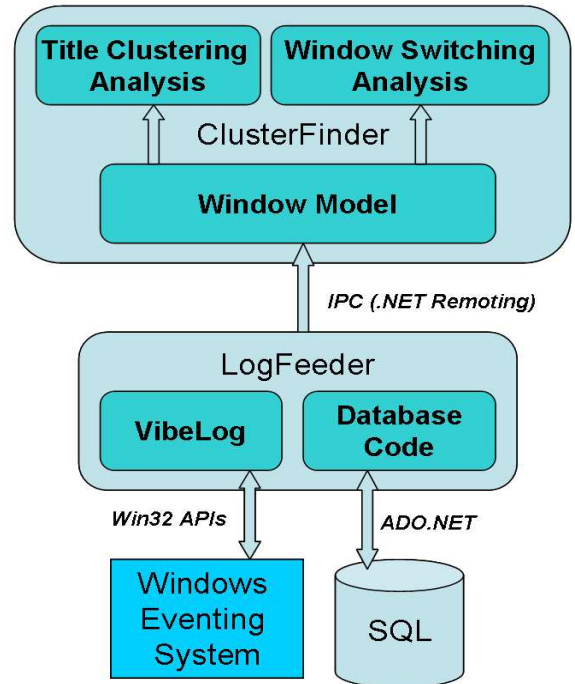 Title Clustering
Analysis
Window Switching
Analysis
ClusterFinder
Window Model
IPC (.NET Remoting)
LogFeeder
VibeLog
Database
Code
Win32 APIs
ADO.NET
Windows
Eventing
System
SQL